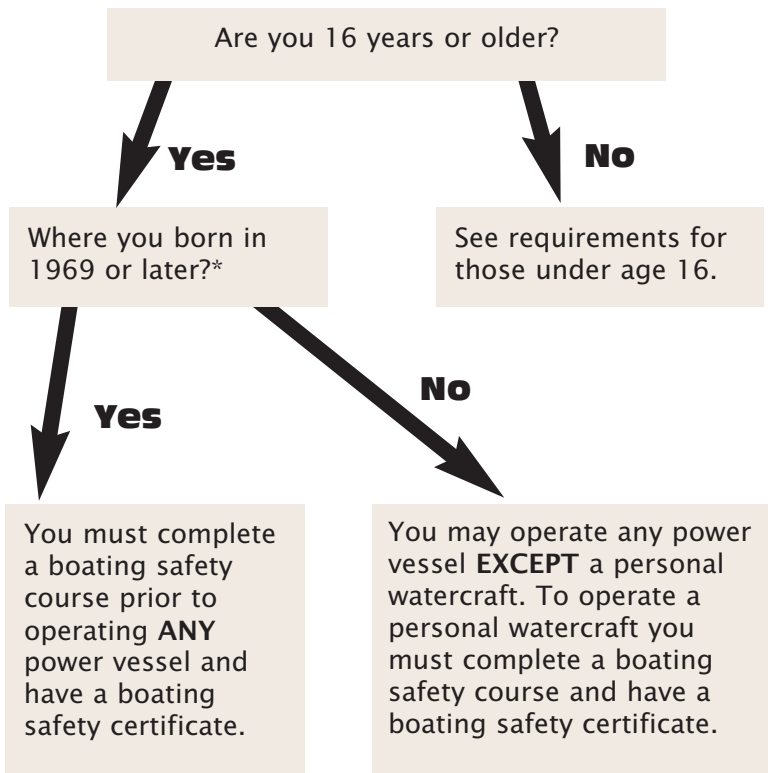 Are you 16 years or older?
Yes
No
Where you born in
1969 or later?*
See requirements for
those under age 16.
Yes
No
You must complete
a boating safety
course prior to
operating ANY
power vessel and
have a boating
safety certificate.
You may operate any power
vessel EXCEPT a personal
watercraft. To operate a
personal watercraft you
must complete a boating
safety course and have a
boating safety certificate.